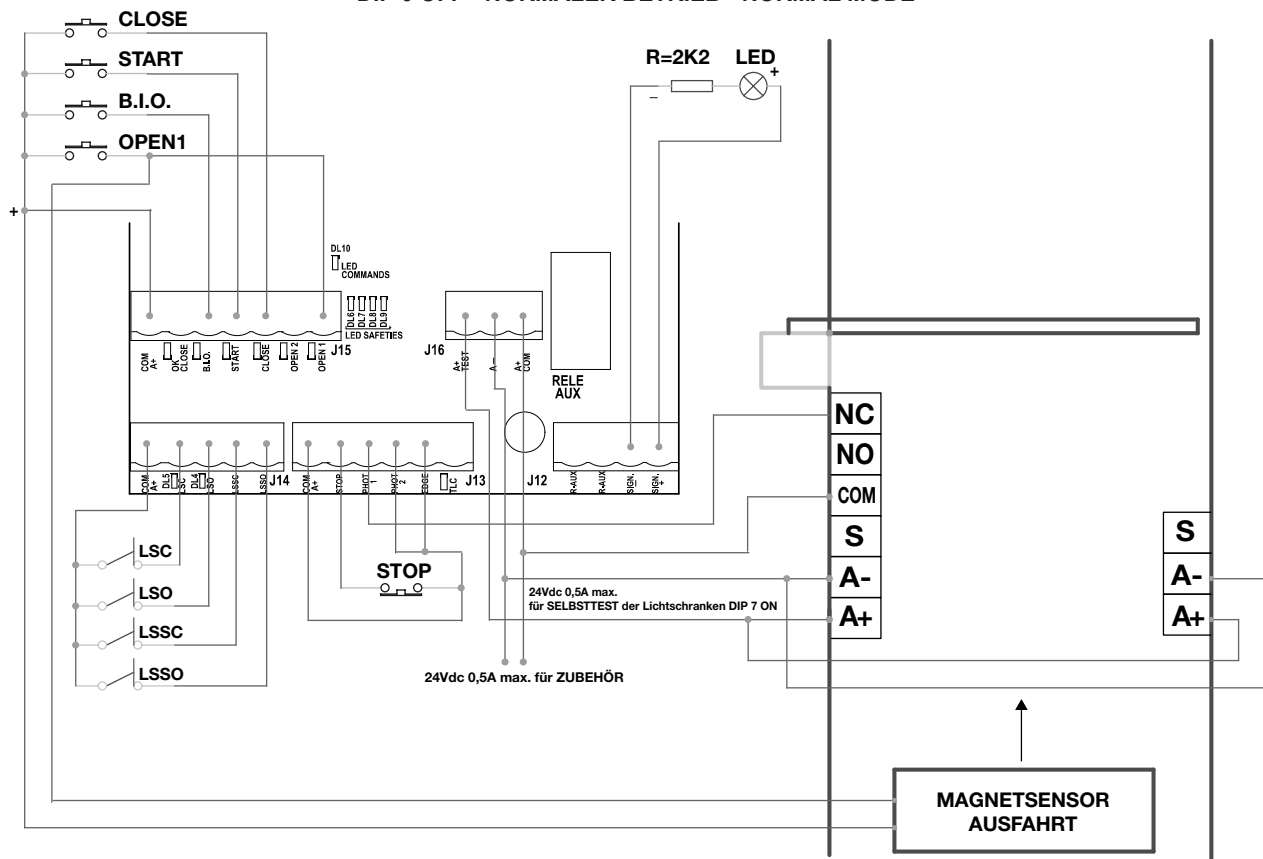 CLOSE
START
B.I.O.
OPEN1
+
R=2K2 LED
+
–
DL10
LED
COMMANDS
DL6
DL7
DL8
DL9
LED SAFETIES
COM
A+
OK
CLOSE
B.I.O.
START
CLOSE
OPEN 2
OPEN 1
J15
J16
A+
TEST
A–
A+
COM
RELE
AUX
COM
A+
DL5
LSC
DL4
LSO
LSSC
LSSO
J14
COM
A+
STOP
PHOT
1
PHOT
2
EDGE
TLC
J13
J12
R-AUX
R-AUX
SIGN.
–
SIGN.
+
LSC
LSO
LSSC
LSSO
STOP
24Vdc 0,5A max.
für SELBSTTEST der Lichtschranken DIP 7 ON
24Vdc 0,5A max. für ZUBEHÖR
NC
NO
COM
S
A-
A+
S
A-
A+
MAGNETSENSOR
AUSFAHRT